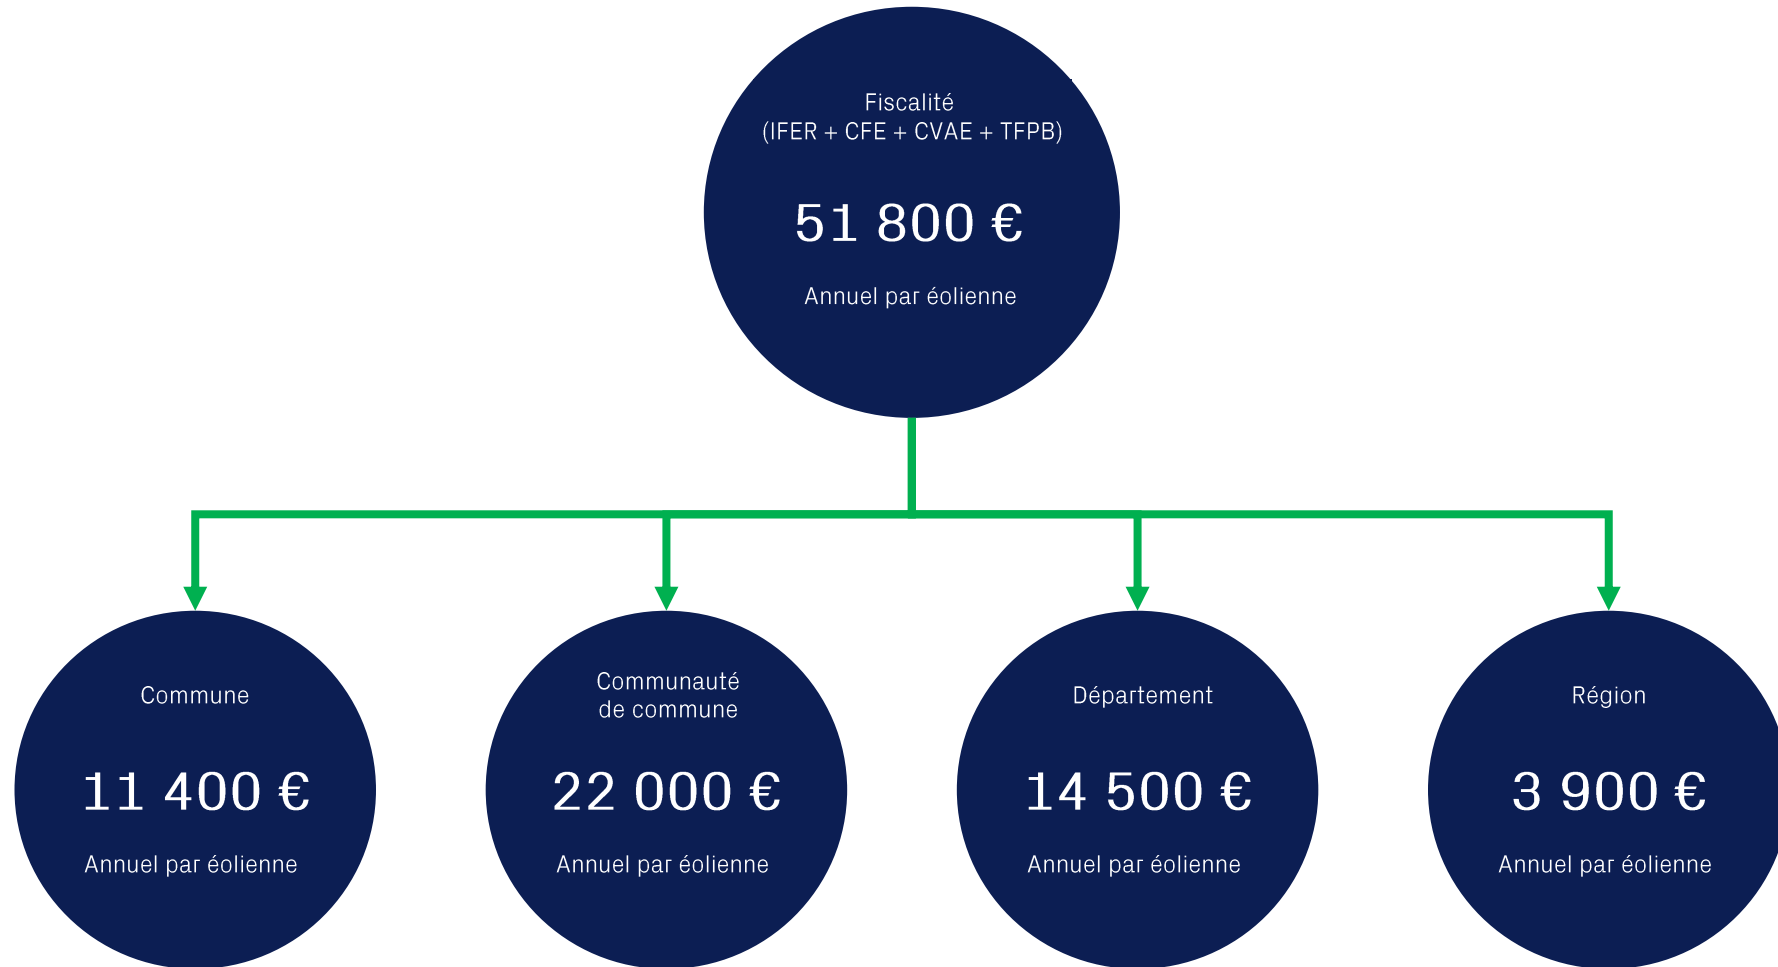 Fiscalité
(IFER + CFE + CVAE + TFPB)
51 800 €
Annuel par éolienne
Commune
11 400 €
Annuel par éolienne
Communauté
de commune
22 000 €
Annuel par éolienne
Département
14 500 €
Annuel par éolienne
Région
3 900 €
Annuel par éolienne